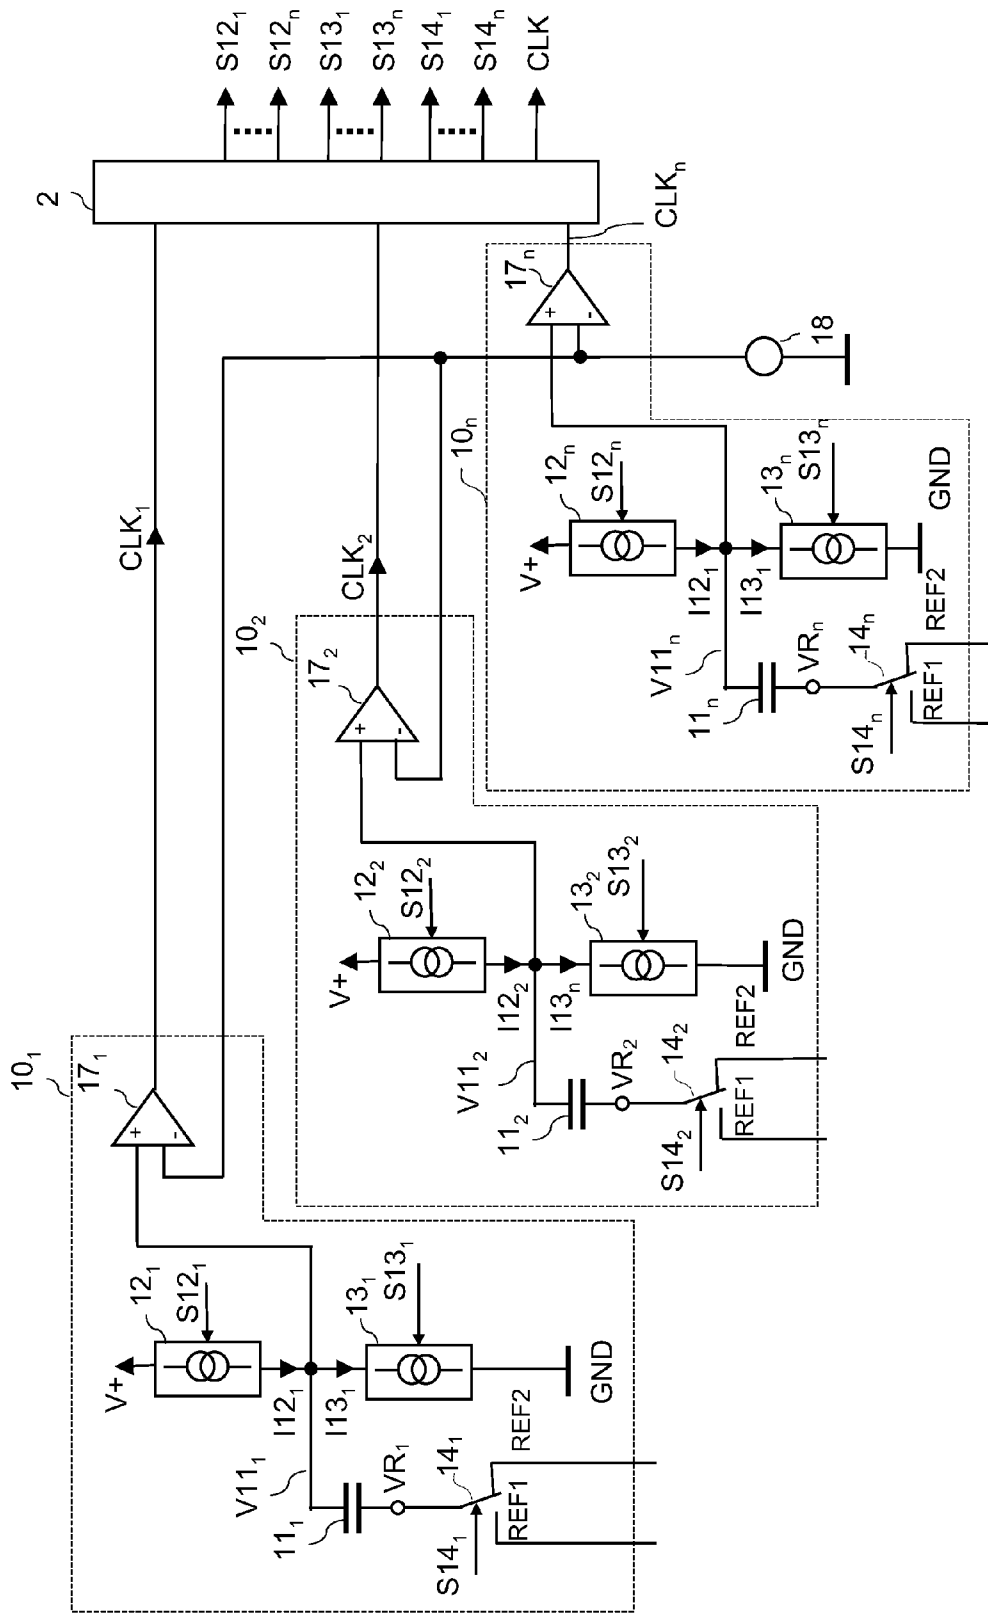 S12₁
S12ₙ
S13₁
S13ₙ
S14₁
S14ₙ
CLK
2
CLKₙ
CLK₁
CLK₂
10₁
17₁
+
-
V+
12₁
S12₁
I12₁
I13₁
13₁
S13₁
GND
V11₁
11₁
VR₁
14₁
S14₁
REF1
REF2
10₂
17₂
+
-
V+
12₂
S12₂
I12₂
I13ₙ
13₂
S13₂
GND
V11₂
11₂
VR₂
14₂
S14₂
REF1
REF2
10ₙ
17ₙ
+
-
18
V+
12ₙ
S12ₙ
I12₁
I13₁
13ₙ
S13ₙ
GND
V11ₙ
11ₙ
VRₙ
14ₙ
S14ₙ
REF1
REF2